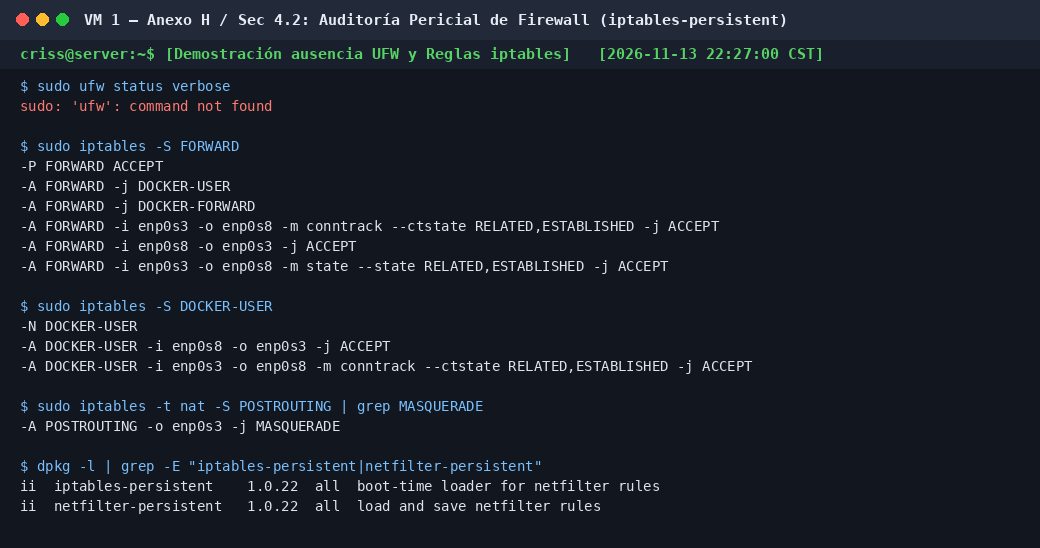 VM 1 — Anexo H / Sec 4.2: Auditoría Pericial de Firewall (iptables-persistent)
criss@server:~$ [Demostración ausencia UFW y Reglas iptables]   [2026-11-13 22:27:00 CST]
$ sudo ufw status verbose
sudo: 'ufw': command not found
$ sudo iptables -S FORWARD
-P FORWARD ACCEPT
-A FORWARD -j DOCKER-USER
-A FORWARD -j DOCKER-FORWARD
-A FORWARD -i enp0s3 -o enp0s8 -m conntrack --ctstate RELATED,ESTABLISHED -j ACCEPT
-A FORWARD -i enp0s8 -o enp0s3 -j ACCEPT
-A FORWARD -i enp0s3 -o enp0s8 -m state --state RELATED,ESTABLISHED -j ACCEPT
$ sudo iptables -S DOCKER-USER
-N DOCKER-USER
-A DOCKER-USER -i enp0s8 -o enp0s3 -j ACCEPT
-A DOCKER-USER -i enp0s3 -o enp0s8 -m conntrack --ctstate RELATED,ESTABLISHED -j ACCEPT
$ sudo iptables -t nat -S POSTROUTING | grep MASQUERADE
-A POSTROUTING -o enp0s3 -j MASQUERADE
$ dpkg -l | grep -E "iptables-persistent|netfilter-persistent"
ii  iptables-persistent    1.0.22  all  boot-time loader for netfilter rules
ii  netfilter-persistent   1.0.22  all  load and save netfilter rules